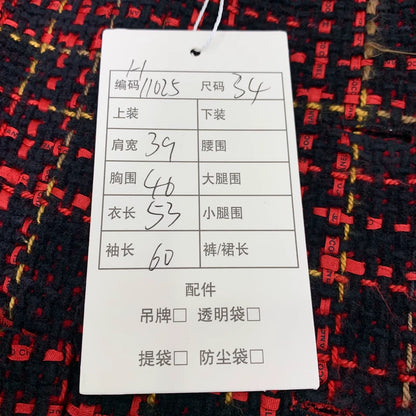 编码 H11025 尺码 34
上装 下装
肩宽 39 腰围
胸围 46 大腿围
衣长 53 小腿围
袖长 60 裤/裙长
配件
吊牌□ 透明袋□
提袋□ 防尘袋□